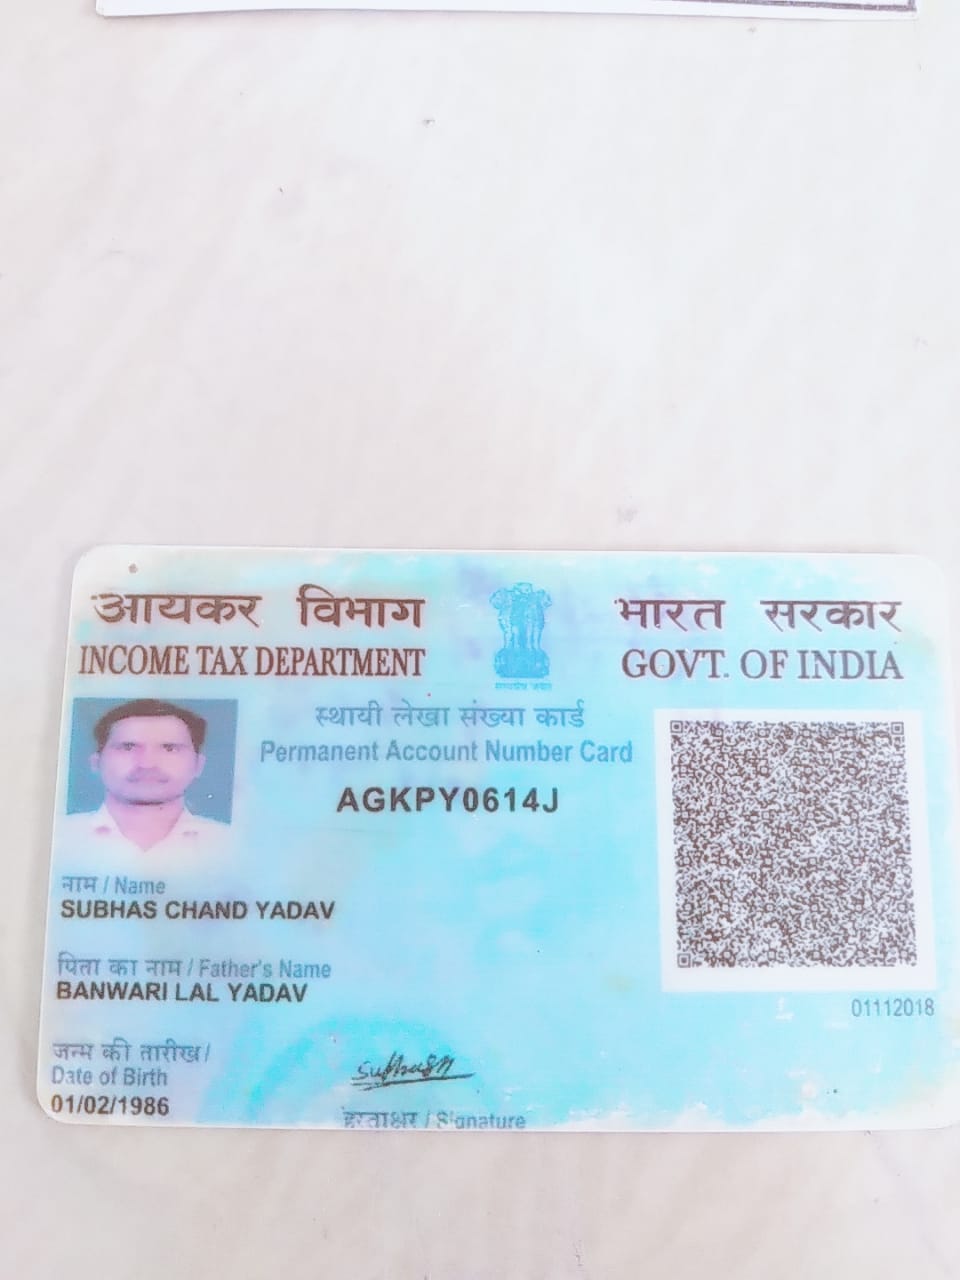 आयकर विभाग
INCOME TAX DEPARTMENT
भारत सरकार
GOVT. OF INDIA
सत्यमेव जयते
स्थायी लेखा संख्या कार्ड
Permanent Account Number Card
AGKPY0614J
नाम / Name
SUBHAS CHAND YADAV
पिता का नाम / Father's Name
BANWARI LAL YADAV
01112018
जन्म की तारीख /
Date of Birth
01/02/1986
हस्ताक्षर / Signature